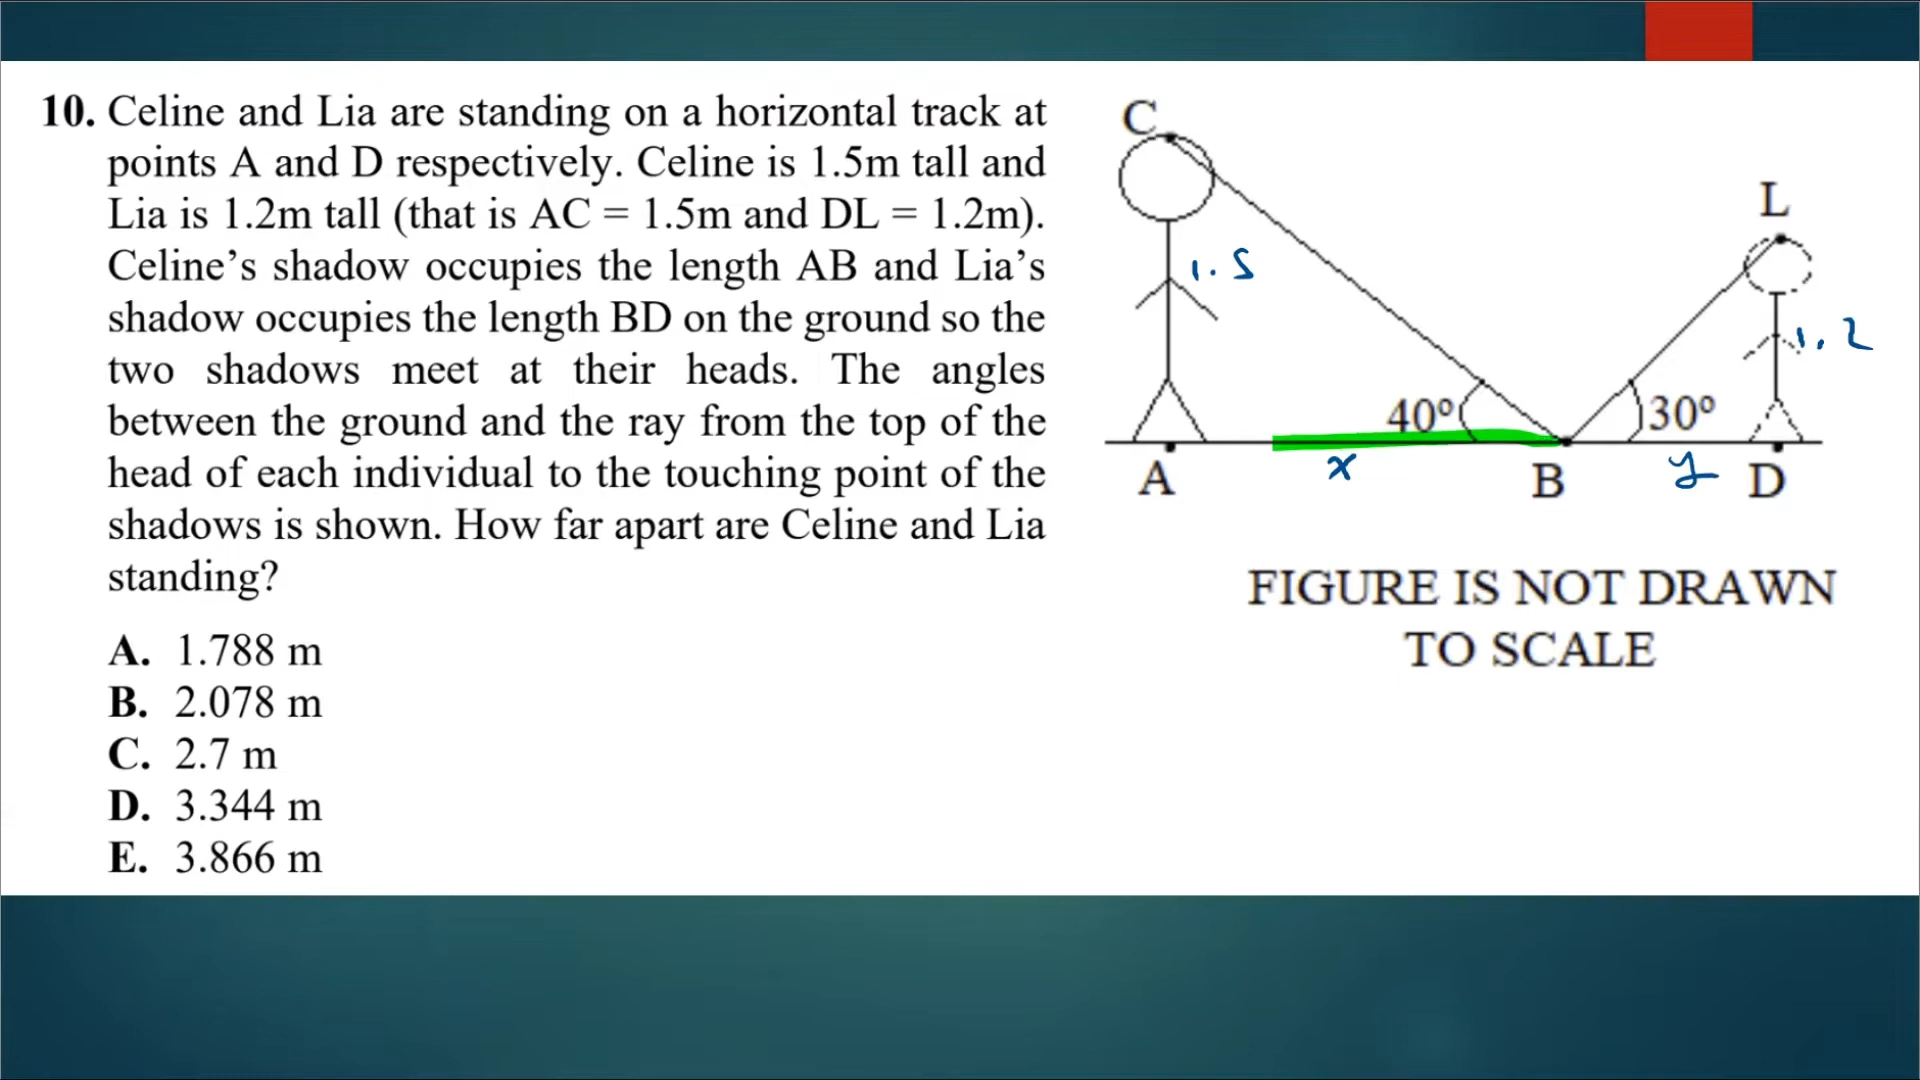 10. Celine and Lia are standing on a horizontal track at
points A and D respectively. Celine is 1.5m tall and
Lia is 1.2m tall (that is AC = 1.5m and DL = 1.2m).
Celine’s shadow occupies the length AB and Lia’s
shadow occupies the length BD on the ground so the
two shadows meet at their heads. The angles
between the ground and the ray from the top of the
head of each individual to the touching point of the
shadows is shown. How far apart are Celine and Lia
standing?
A. 1.788 m
B. 2.078 m
C. 2.7 m
D. 3.344 m
E. 3.866 m
C
L
1.5
1.2
40º
30º
x
y
A
B
D
FIGURE IS NOT DRAWN
TO SCALE